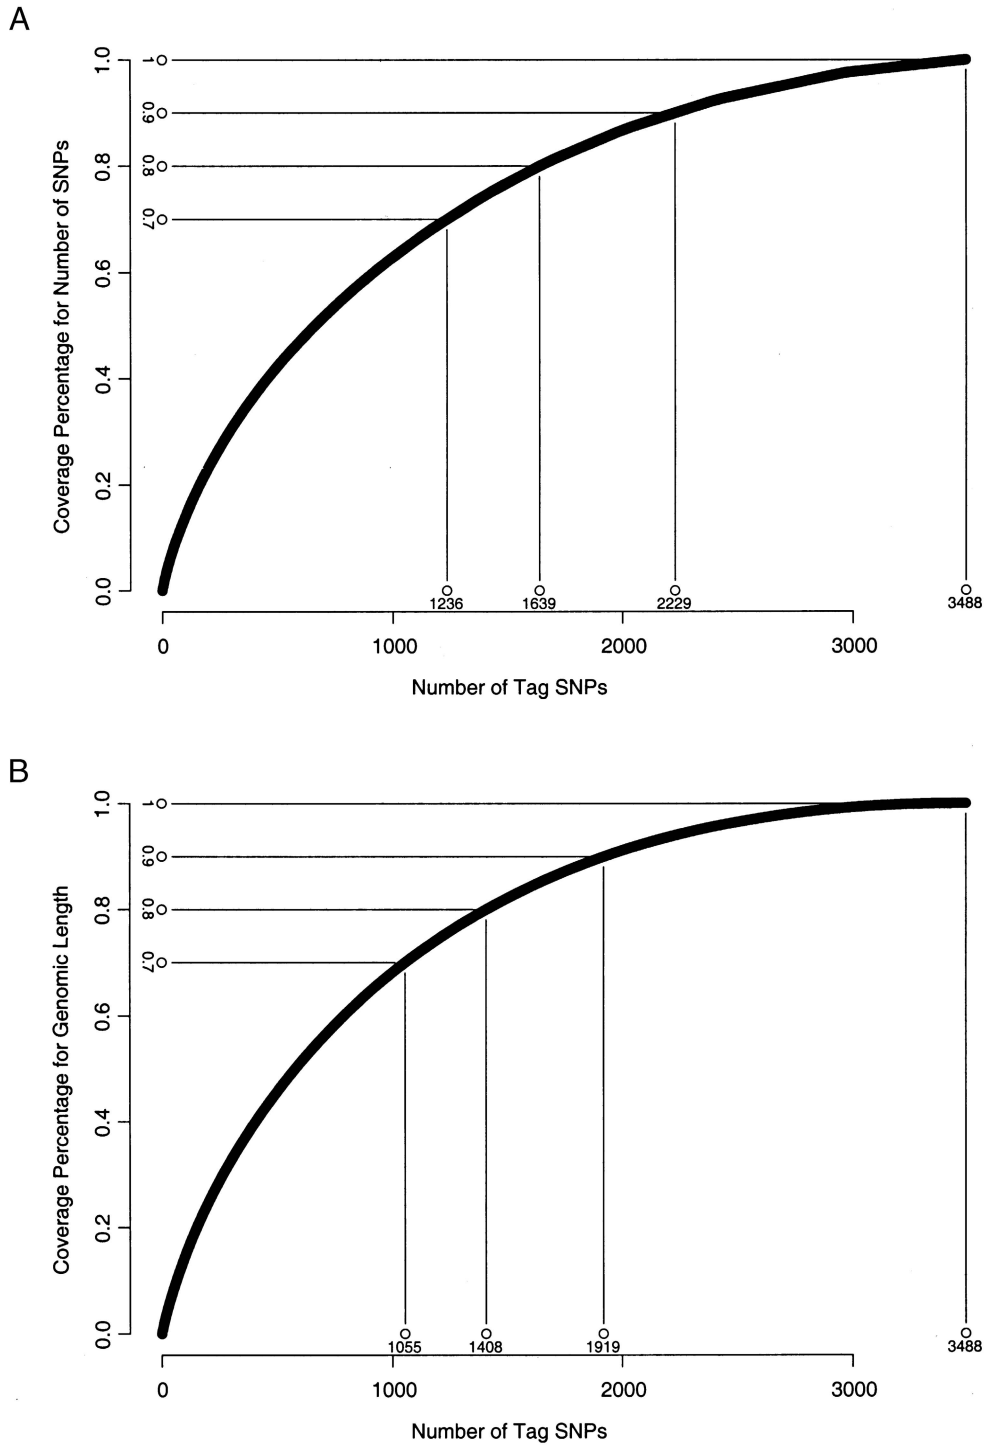 A
Coverage Percentage for Number of SNPs
1.0
0.8
0.6
0.4
0.2
0.0
1
0.9
0.8
0.7
1236 1639 2229 3488
0 1000 2000 3000
Number of Tag SNPs
B
Coverage Percentage for Genomic Length
1.0
0.8
0.6
0.4
0.2
0.0
1
0.9
0.8
0.7
1055 1408 1919 3488
0 1000 2000 3000
Number of Tag SNPs